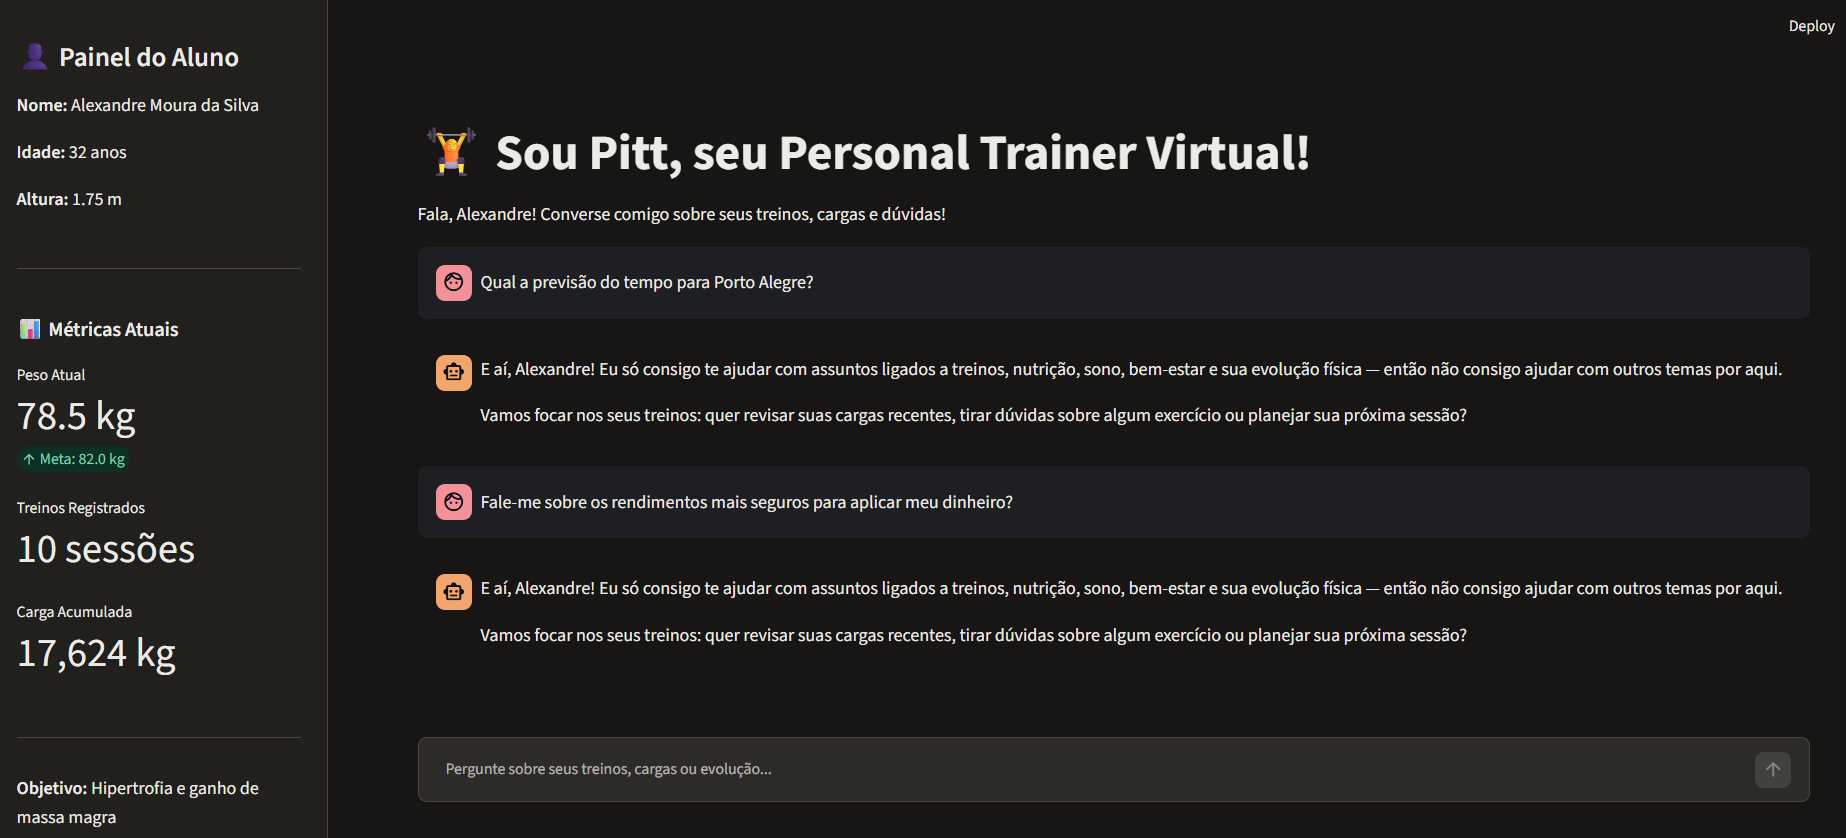 Painel do Aluno
Nome: Alexandre Moura da Silva
Idade: 32 anos
Altura: 1.75 m
Métricas Atuais
Peso Atual
78.5 kg
↑ Meta: 82.0 kg
Treinos Registrados
10 sessões
Carga Acumulada
17,624 kg
Objetivo: Hipertrofia e ganho de
massa magra
Deploy
Sou Pitt, seu Personal Trainer Virtual!
Fala, Alexandre! Converse comigo sobre seus treinos, cargas e dúvidas!
Qual a previsão do tempo para Porto Alegre?
E aí, Alexandre! Eu só consigo te ajudar com assuntos ligados a treinos, nutrição, sono, bem-estar e sua evolução física — então não consigo ajudar com outros temas por aqui.
Vamos focar nos seus treinos: quer revisar suas cargas recentes, tirar dúvidas sobre algum exercício ou planejar sua próxima sessão?
Fale-me sobre os rendimentos mais seguros para aplicar meu dinheiro?
E aí, Alexandre! Eu só consigo te ajudar com assuntos ligados a treinos, nutrição, sono, bem-estar e sua evolução física — então não consigo ajudar com outros temas por aqui.
Vamos focar nos seus treinos: quer revisar suas cargas recentes, tirar dúvidas sobre algum exercício ou planejar sua próxima sessão?
Pergunte sobre seus treinos, cargas ou evolução...